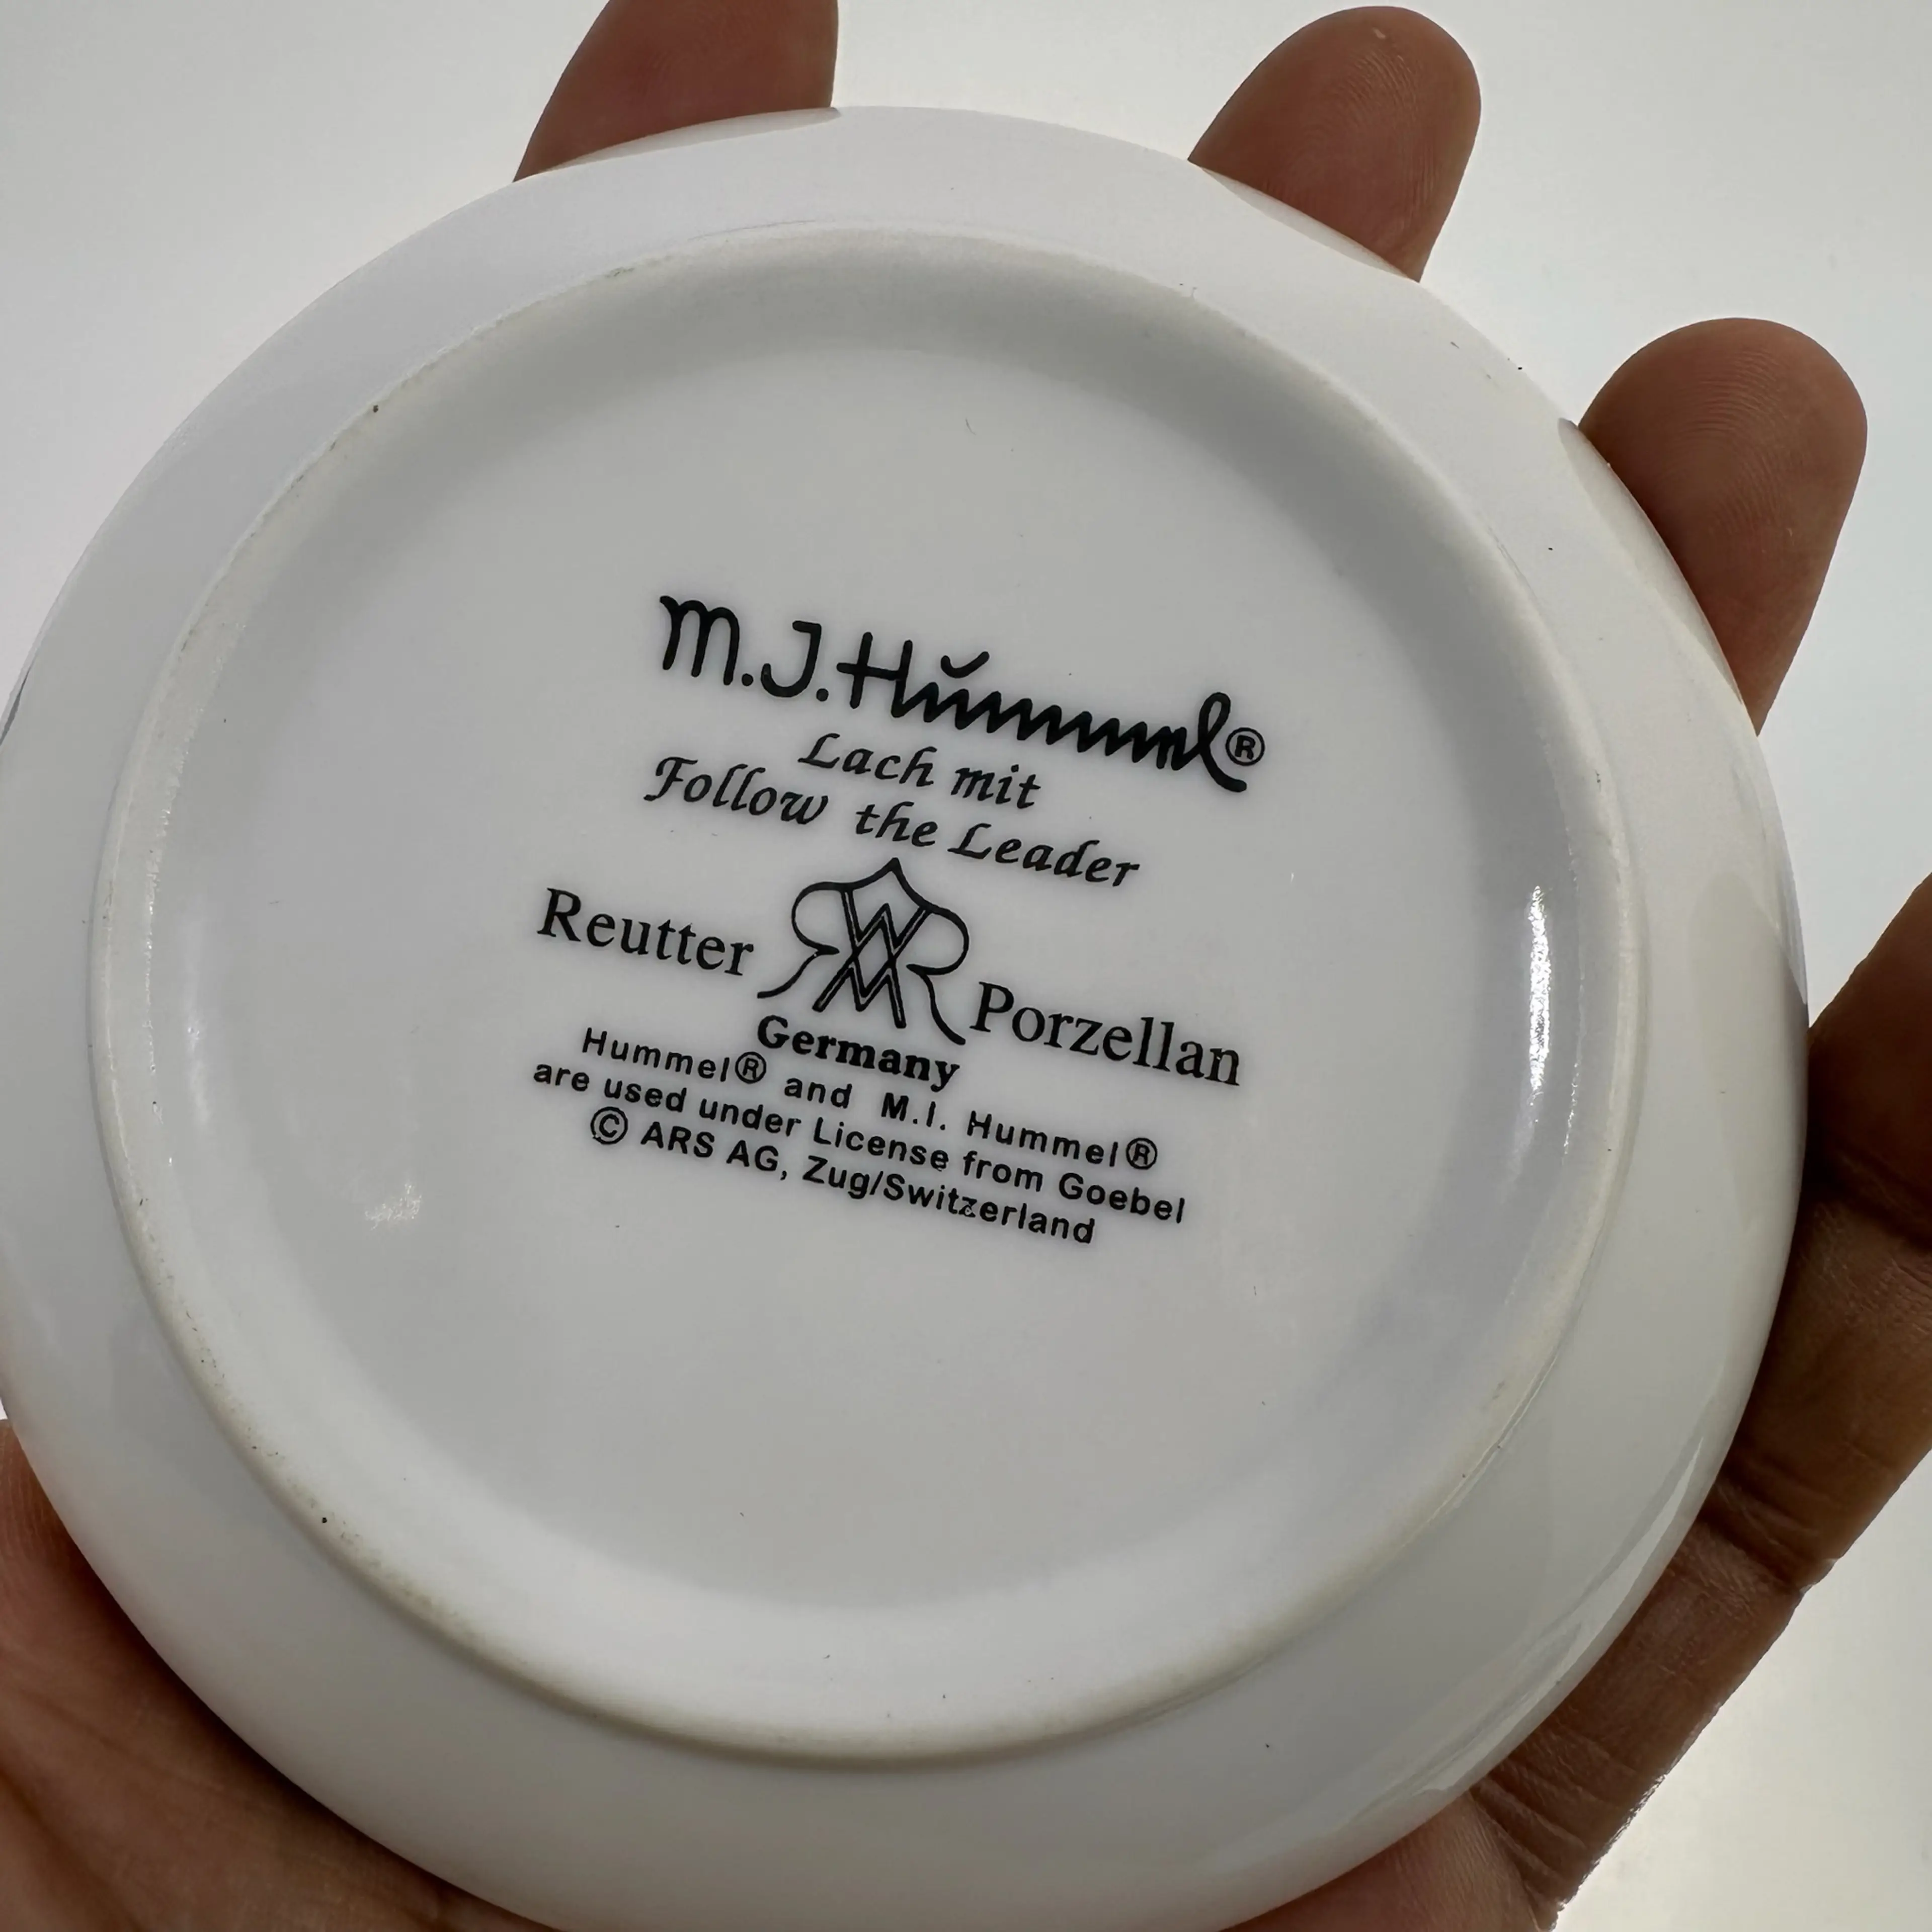 M.J.Hummel®
Lach mit
Follow the Leader
Reutter Porzellan
Germany
Hummel® and M.I. Hummel®
are used under License from Goebel
© ARS AG, Zug/Switzerland